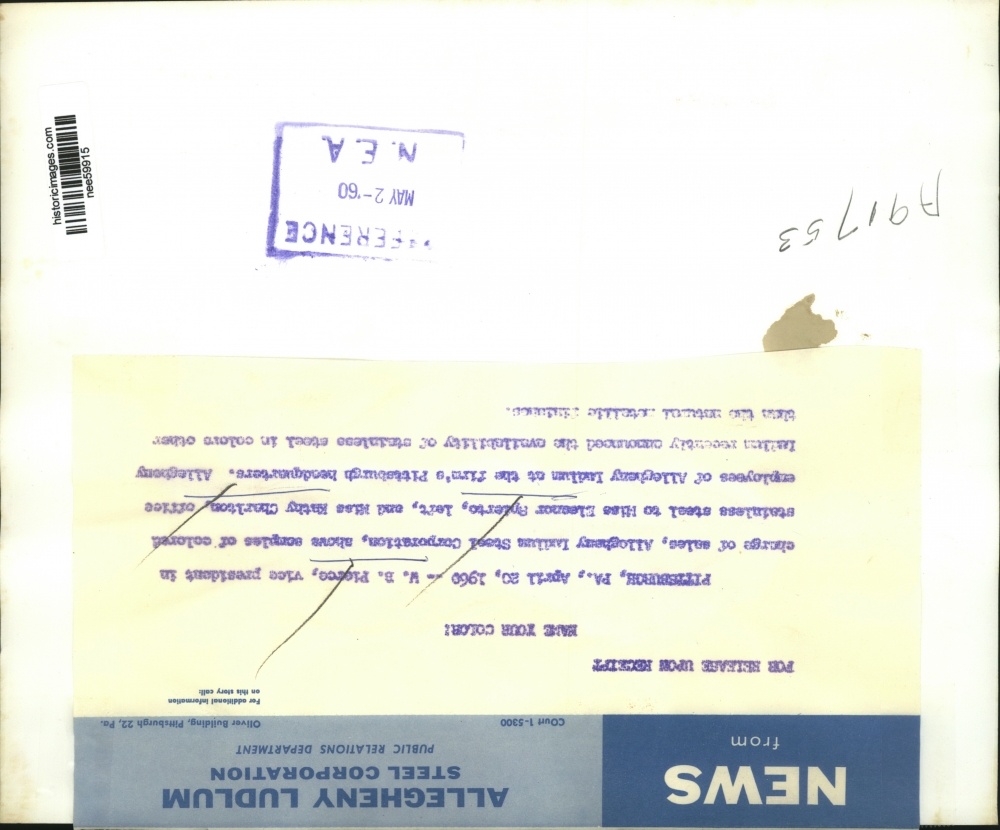 NEWS
from
ALLEGHENY LUDLUM
STEEL CORPORATION
PUBLIC RELATIONS DEPARTMENT
COurt 1-5300
Oliver Building, Pittsburgh 22, Pa.
For additional information
on this story call:
FOR RELEASE UPON RECEIPT
NAME YOUR COLOR!
PITTSBURGH, PA., April 20, 1960 -- W. B. Pierce, vice president in
charge of sales, Allegheny Ludlum Steel Corporation, shows samples of colored
stainless steel to Miss Eleanor left, and Miss Kathy Charlton, office
employees of Allegheny Ludlum at the firm's Pittsburgh headquarters. Allegheny
Ludlum recently announced the availability of stainless steel in colors other
than the natural metallic finishes.
A91753
MAY 2-'60
N.E.A.
historicimages.com
nee59915